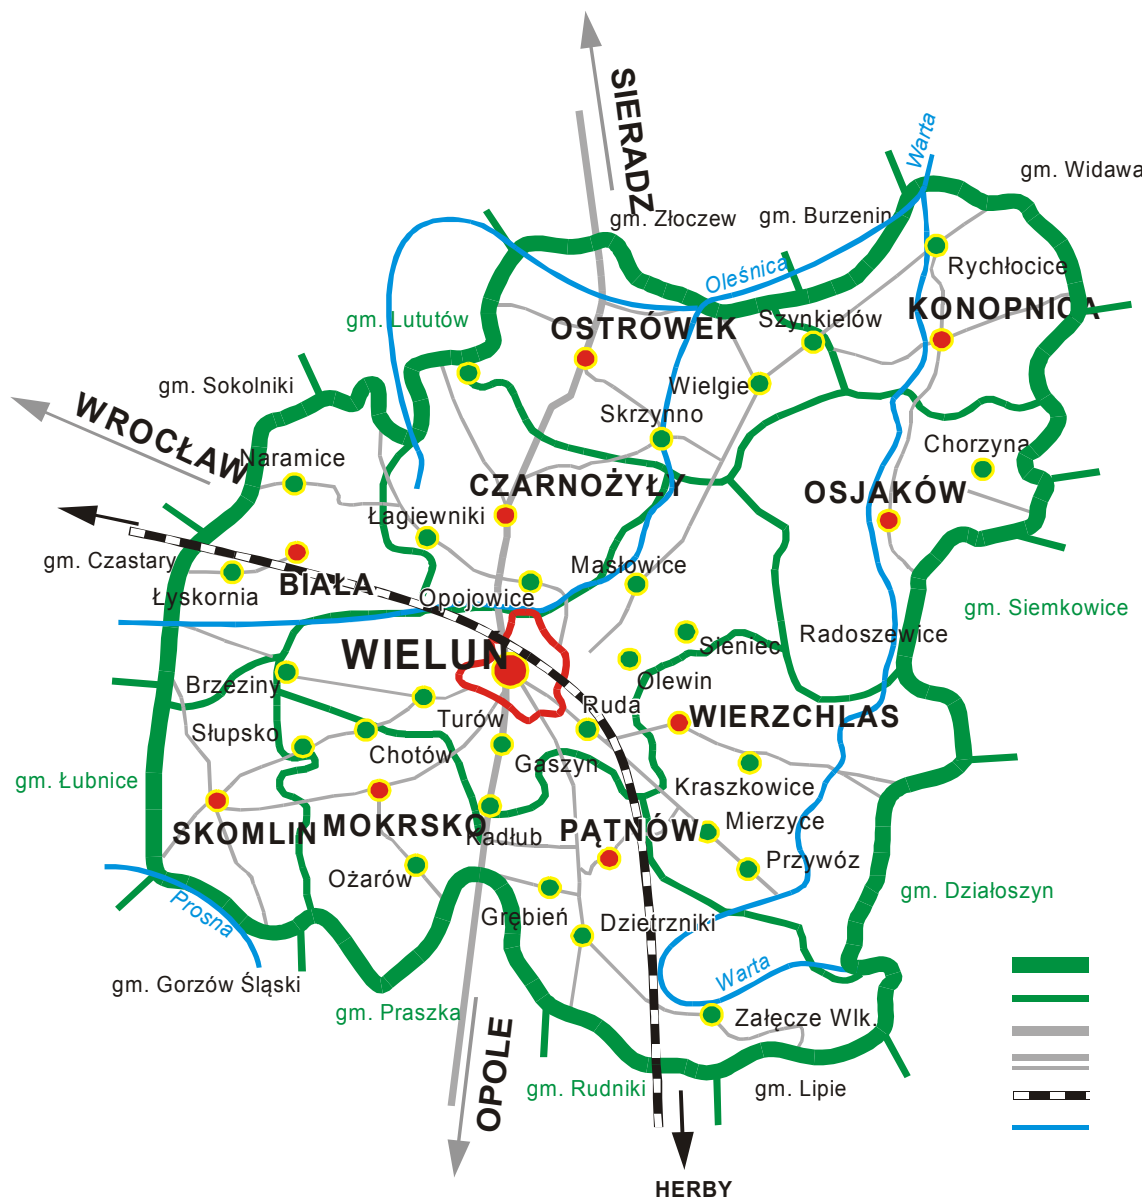 SIERADZ
Warta
gm. Widawa
gm. Złoczew
gm. Burzenin
Rychłocice
Oleśnica
KONOPNICA
gm. Lututów
OSTRÓWEK
Szynkielów
gm. Sokolniki
Wielgie
WROCŁAW
Skrzynno
Chorzyna
Naramice
CZARNOŻYŁY
OSJAKÓW
Łagiewniki
gm. Czastary
Masłowice
BIAŁA
Łyskornia
Opojowice
gm. Siemkowice
Radoszewice
Sieniec
WIELUŃ
Olewin
Brzeziny
Ruda
Turów
WIERZCHLAS
Słupsko
Chotów
Gaszyn
gm. Łubnice
Kraszkowice
SKOMLIN
MOKRSKO
Kadłub
PĄTNÓW
Mierzyce
Przywóz
Ożarów
gm. Działoszyn
Prosna
Grębień
Dzietrzniki
Warta
gm. Gorzów Śląski
gm. Praszka
Załęcze Wlk.
OPOLE
gm. Rudniki
gm. Lipie
HERBY